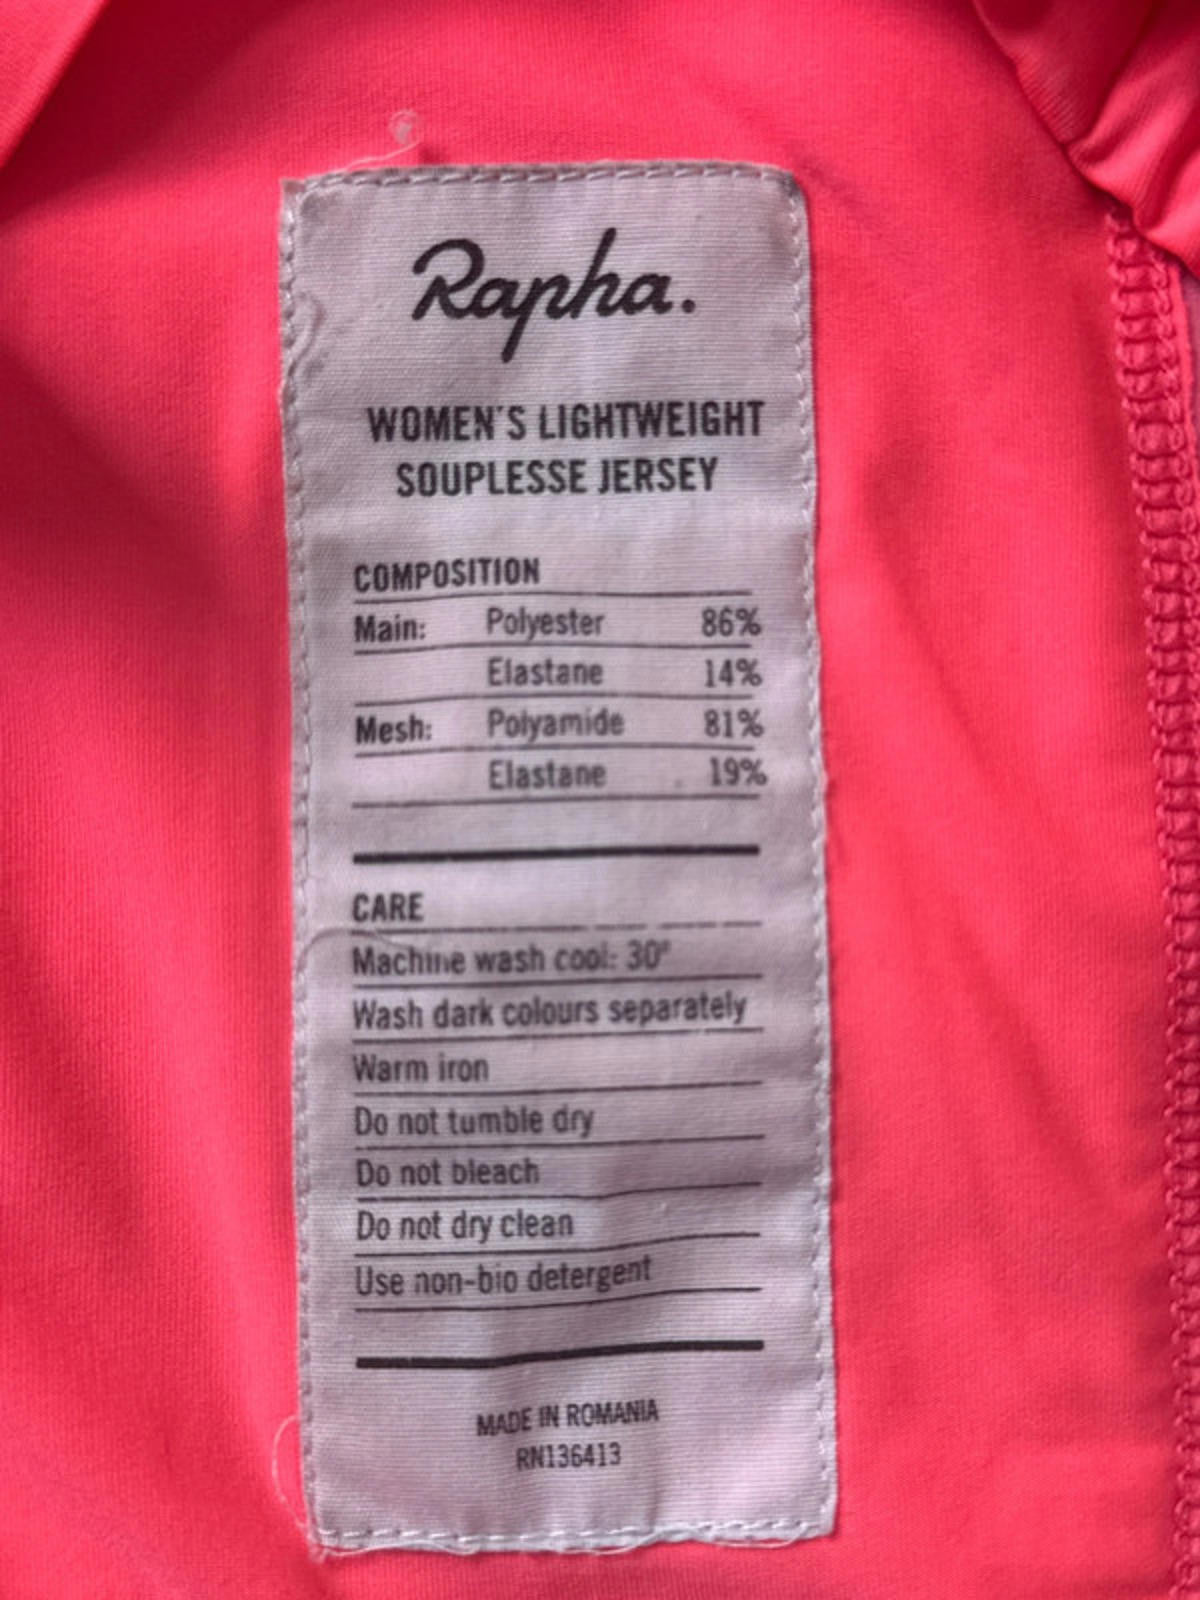 Rapha.
WOMEN'S LIGHTWEIGHT
SOUPLESSE JERSEY
COMPOSITION
Main: Polyester 86%
Elastane 14%
Mesh: Polyamide 81%
Elastane 19%
CARE
Machine wash cool: 30°
Wash dark colours separately
Warm iron
Do not tumble dry
Do not bleach
Do not dry clean
Use non-bio detergent
MADE IN ROMANIA
RN136413